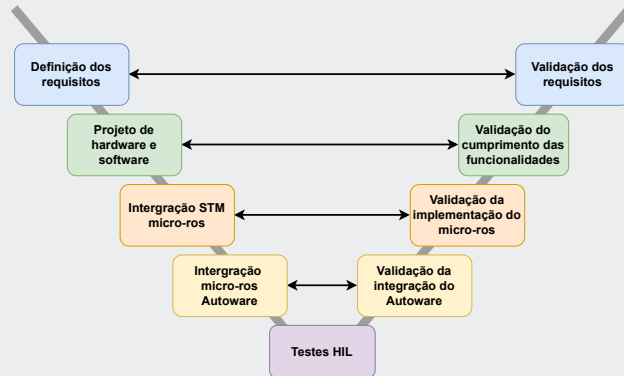 Definição dos
requisitos
Validação dos
requisitos
Projeto de
hardware e
software
Validação do
cumprimento das
funcionalidades
Intergração STM
micro-ros
Validação da
implementação do
micro-ros
Intergração
micro-ros
Autoware
Validação da
integração do
Autoware
Testes HIL